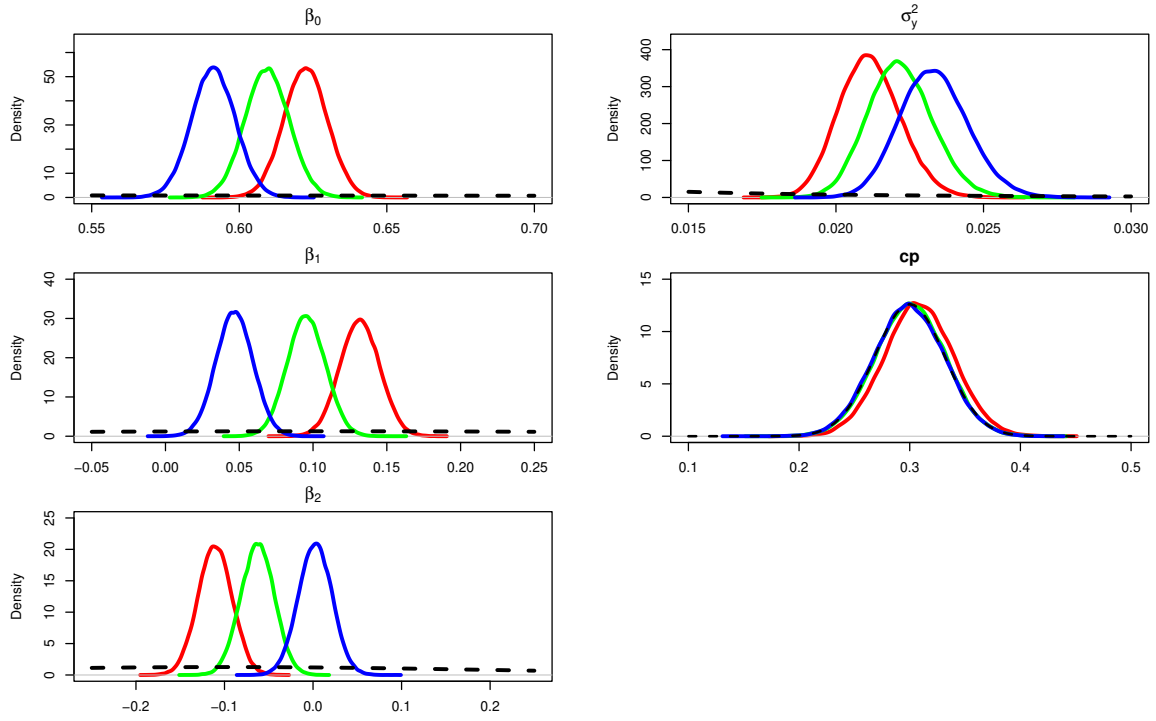 β₀
Density
0 10 30 50
0.55 0.60 0.65 0.70
σ²y
Density
0 100 200 300 400
0.015 0.020 0.025 0.030
β₁
Density
0 10 20 30 40
−0.05 0.00 0.05 0.10 0.15 0.20 0.25
cp
Density
0 5 10 15
0.1 0.2 0.3 0.4 0.5
β₂
Density
0 5 10 15 20 25
−0.2 −0.1 0.0 0.1 0.2